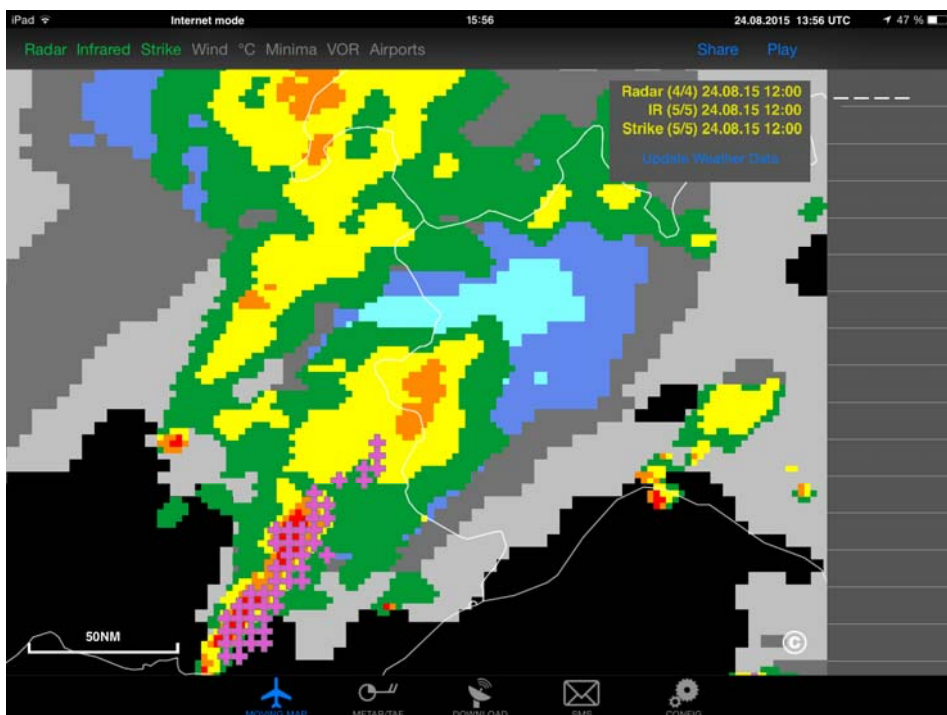 iPad Internet mode 15:56 24.08.2015 13:56 UTC 47 %
Radar Infrared Strike Wind °C Minima VOR Airports Share Play
Radar (4/4) 24.08.15 12:00
IR (5/5) 24.08.15 12:00
Strike (5/5) 24.08.15 12:00
Update Weather Data
50NM
©
MOVING MAP METAR/TAF DOWNLOAD SMS CONFIG